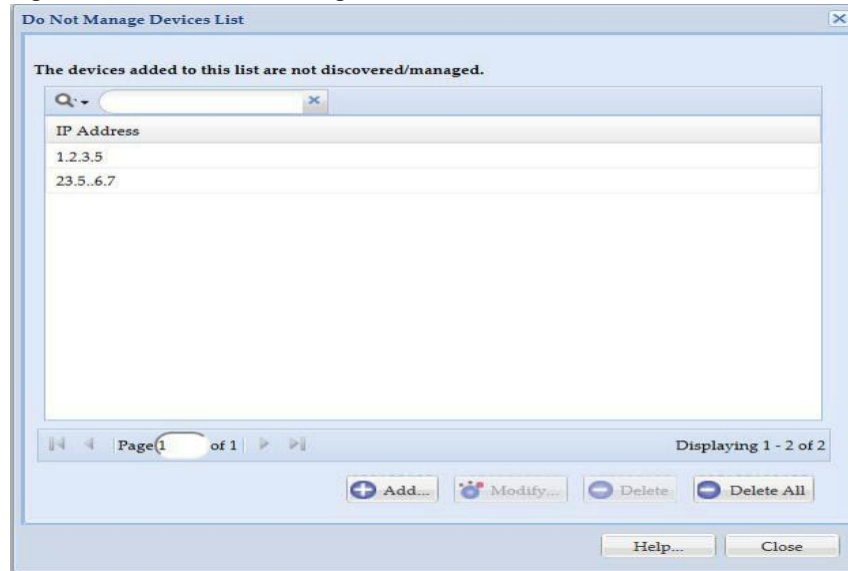 Do Not Manage Devices List
The devices added to this list are not discovered/managed.
IP Address
1.2.3.5
23.5..6.7
Page 1 of 1 Displaying 1 - 2 of 2
Add... Modify... Delete Delete All
Help... Close